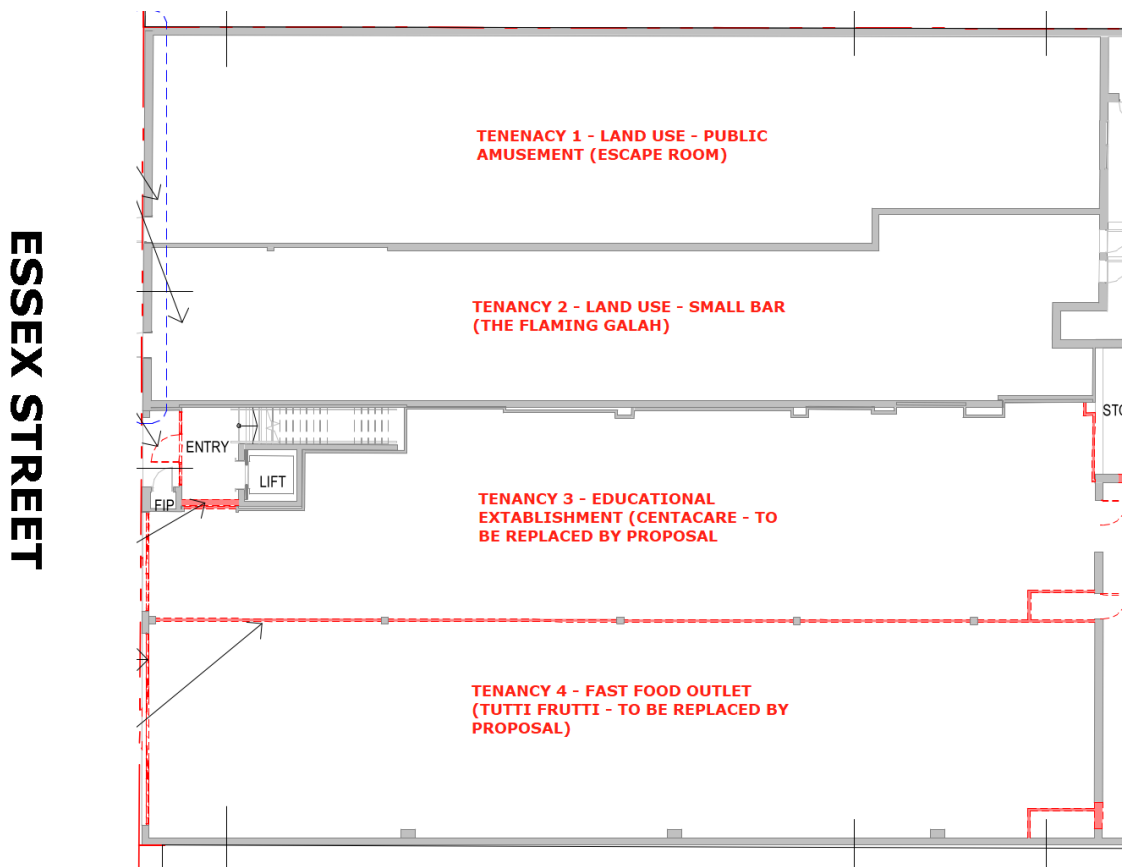 ESSEX STREET
TENENACY 1 - LAND USE - PUBLIC
AMUSEMENT (ESCAPE ROOM)
TENANCY 2 - LAND USE - SMALL BAR
(THE FLAMING GALAH)
STO
ENTRY
LIFT
FIP
TENANCY 3 - EDUCATIONAL
EXTABLISHMENT (CENTACARE - TO
BE REPLACED BY PROPOSAL
TENANCY 4 - FAST FOOD OUTLET
(TUTTI FRUTTI - TO BE REPLACED BY
PROPOSAL)